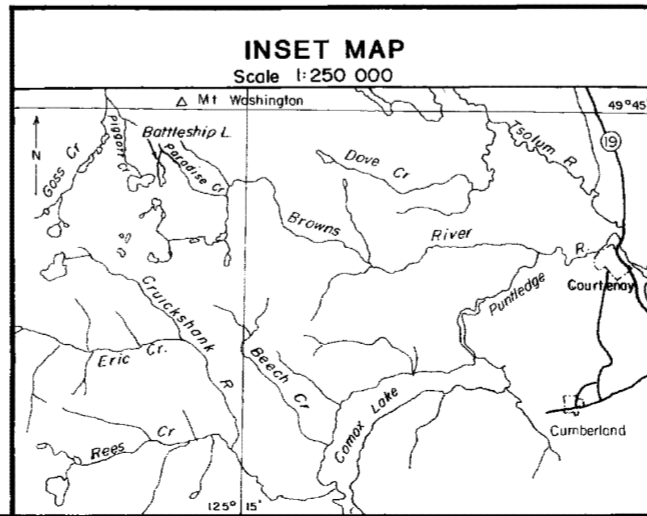 INSET MAP
Scale 1:250 000
Mt Washington
49°45'
N
Goss Cr
Piggott Cr
Battleship L.
Paradise Cr
Dove Cr
Tsolum R
19
Browns River
Puntledge R.
Courtenay
Cruickshank R
Eric Cr.
Beech Cr
Comox Lake
Rees Cr
Cumberland
125° 15'